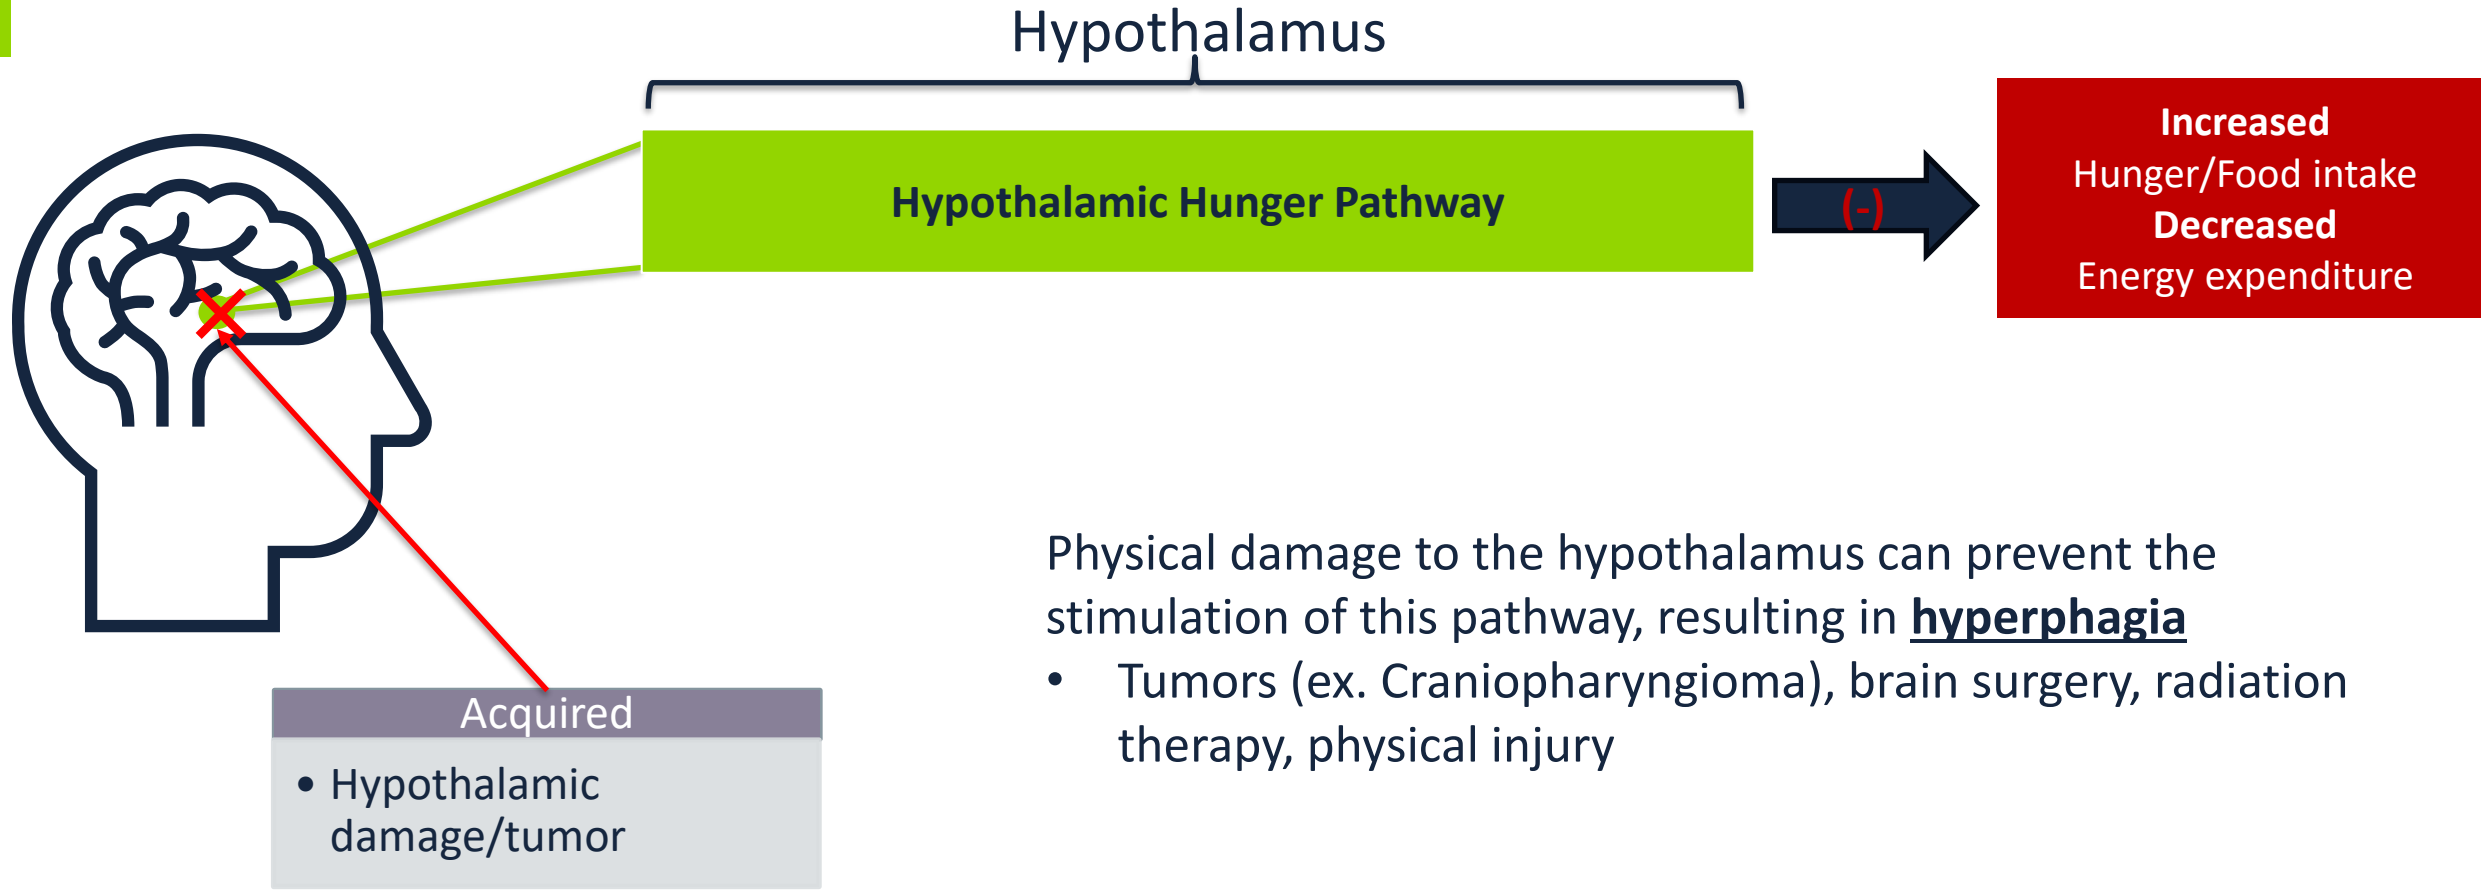 Hypothalamus
Hypothalamic Hunger Pathway
(-)
Increased
Hunger/Food intake
Decreased
Energy expenditure
Physical damage to the hypothalamus can prevent the
stimulation of this pathway, resulting in hyperphagia
• Tumors (ex. Craniopharyngioma), brain surgery, radiation
therapy, physical injury
Acquired
• Hypothalamic
damage/tumor